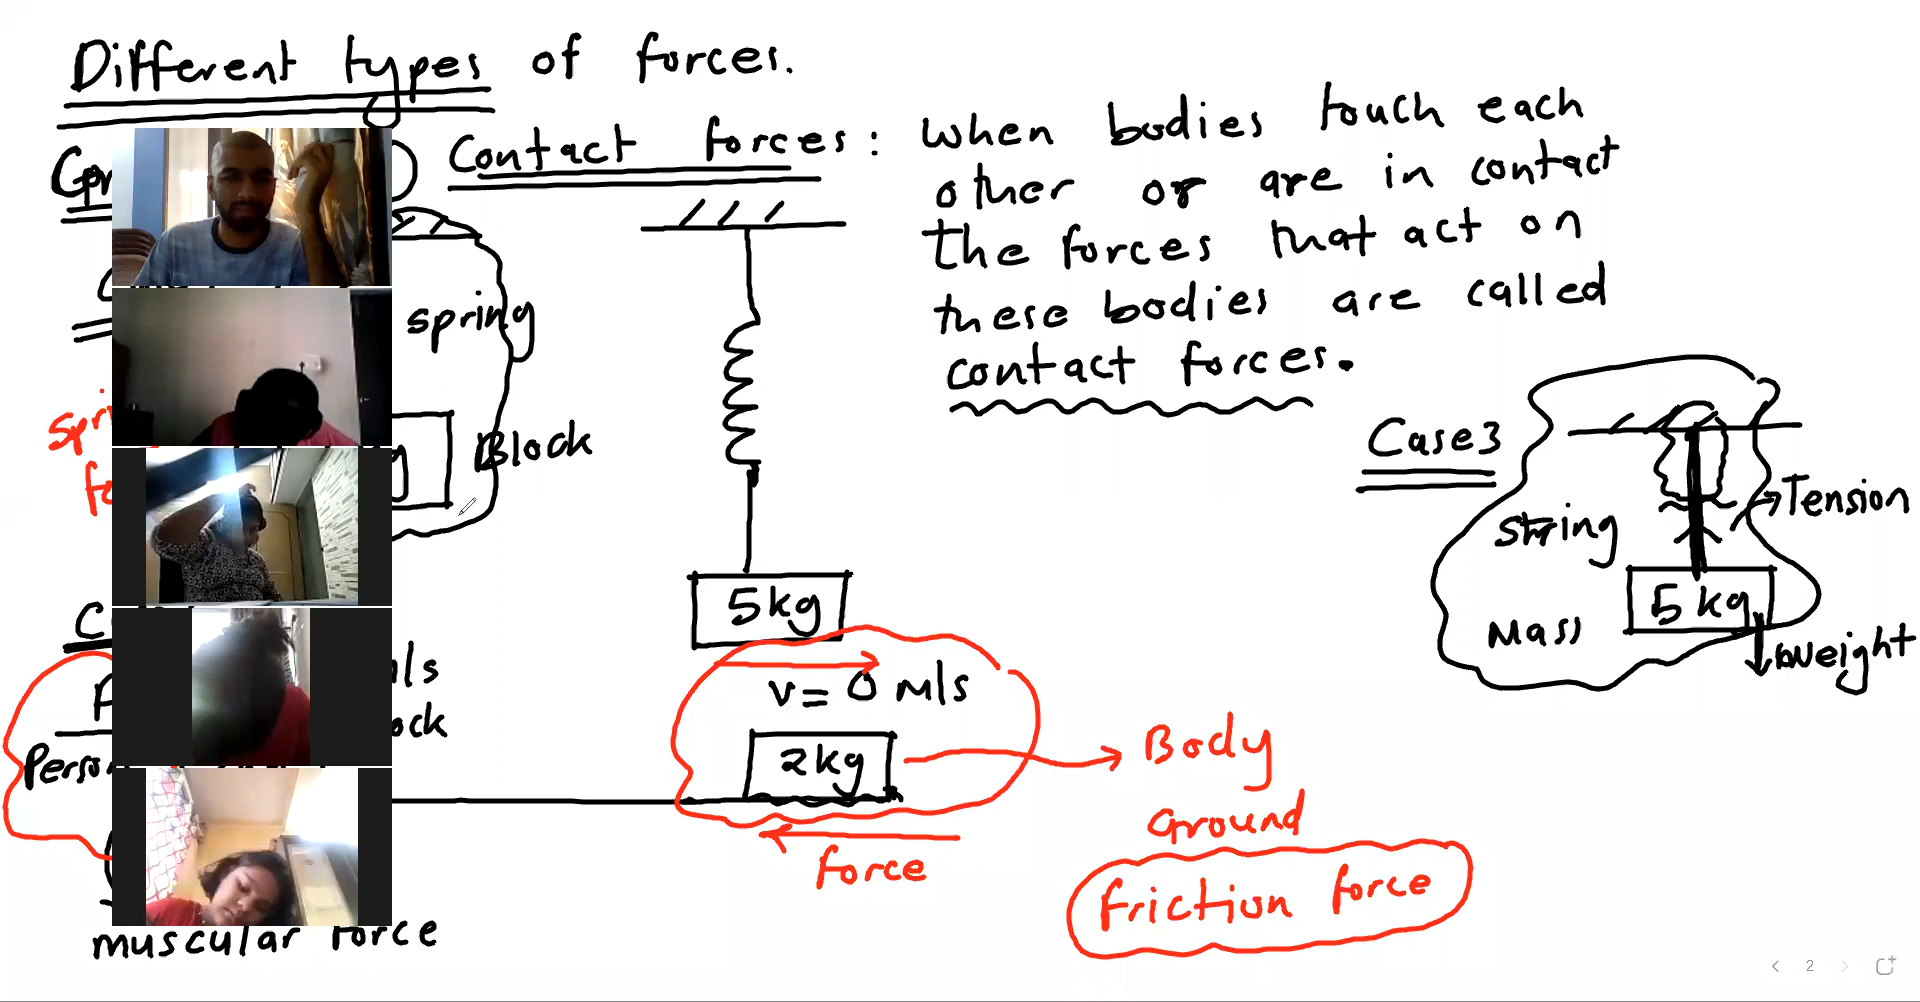 Different types of forces.
Contact forces: when bodies touch each
other or are in contact
the forces that act on
these bodies are called
contact forces.
spring
Block
5kg
Case3
String
Tension
5 kg
Mass
Weight
v= 0 m/s
2kg
Body
Ground
friction force
force
muscular force
2